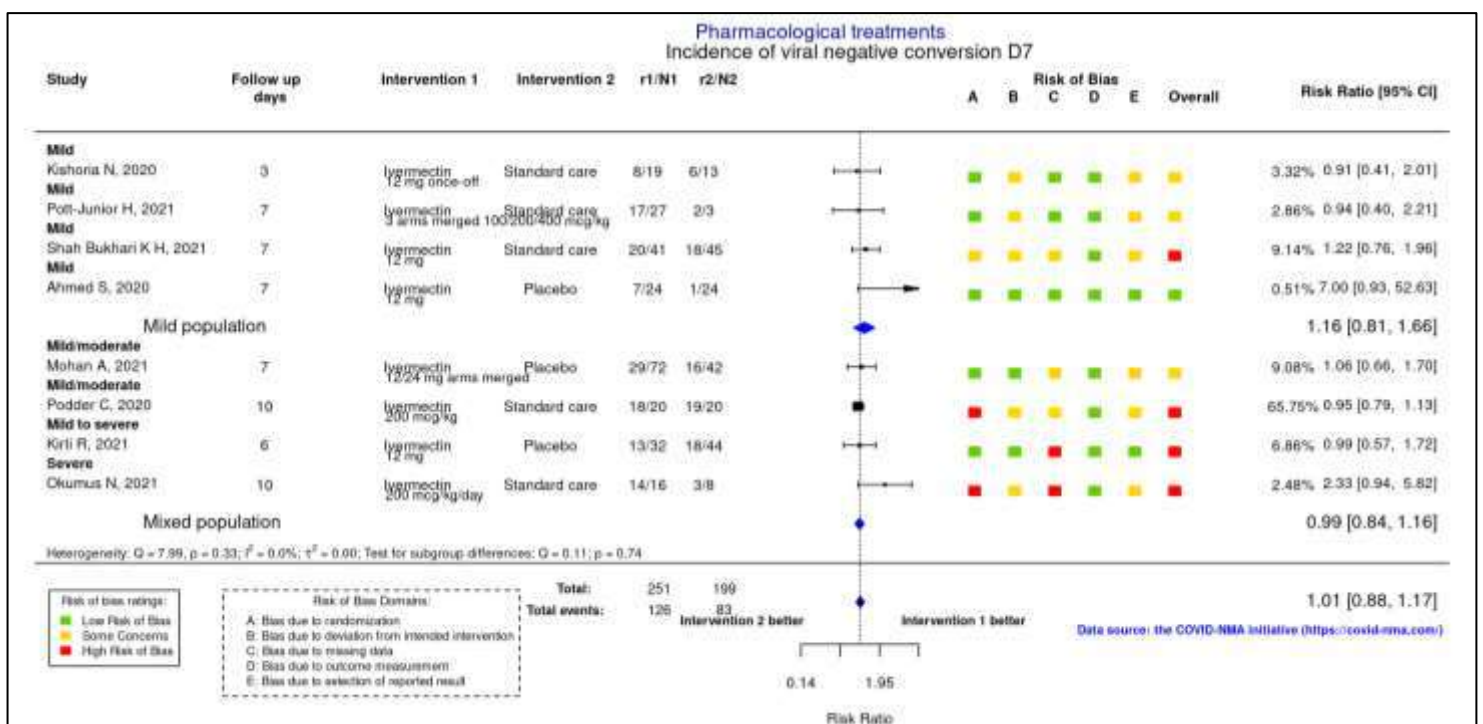 Pharmacological treatments
Incidence of viral negative conversion D7
Study Follow up days Intervention 1 Intervention 2 r1/N1 r2/N2 Risk of Bias A B C D E Overall Risk Ratio [95% CI]
Mild
Kishoria N, 2020 3 Ivermectin 12 mg once-off Standard care 8/19 6/13 3.32% 0.91 [0.41, 2.01]
Mild
Pott-Junior H, 2021 7 Ivermectin 3 arms merged 100/200/400 mcg/kg Standard care 17/27 2/3 2.86% 0.94 [0.40, 2.21]
Mild
Shah Bukhari K H, 2021 7 Ivermectin 12 mg Standard care 20/41 18/45 9.14% 1.22 [0.76, 1.96]
Mild
Ahmed S, 2020 7 Ivermectin 12 mg Placebo 7/24 1/24 0.51% 7.00 [0.93, 52.63]
Mild population 1.16 [0.81, 1.66]
Mild/moderate
Mohan A, 2021 7 Ivermectin 12/24 mg arms merged Placebo 29/72 16/42 9.08% 1.06 [0.66, 1.70]
Mild/moderate
Podder C, 2020 10 Ivermectin 200 mcg/kg Standard care 18/20 19/20 65.75% 0.95 [0.79, 1.13]
Mild to severe
Kirti R, 2021 6 Ivermectin 12 mg Placebo 13/32 18/44 6.86% 0.99 [0.57, 1.72]
Severe
Okumus N, 2021 10 Ivermectin 200 mcg/kg/day Standard care 14/16 3/8 2.48% 2.33 [0.94, 5.82]
Mixed population 0.99 [0.84, 1.16]
Heterogeneity: Q = 7.99, p = 0.33; I² = 0.0%; τ² = 0.00; Test for subgroup differences: Q = 0.11; p = 0.74
Total: 251 199
Total events: 126 83
1.01 [0.88, 1.17]
Risk of bias ratings:
Low Risk of Bias
Some Concerns
High Risk of Bias
Risk of Bias Domains:
A: Bias due to randomization
B: Bias due to deviation from intended intervention
C: Bias due to missing data
D: Bias due to outcome measurement
E: Bias due to selection of reported result
Intervention 2 better Intervention 1 better
Data source: the COVID-NMA initiative (https://covid-nma.com/)
0.14 1.95
Risk Ratio